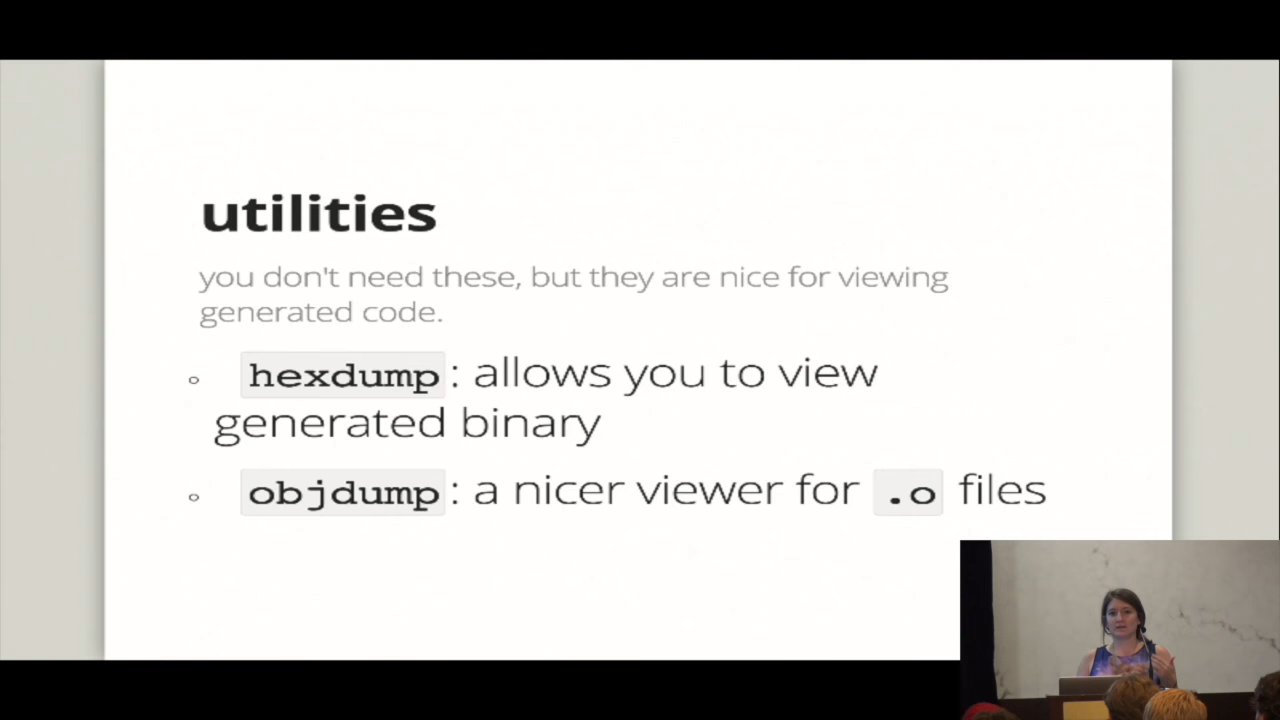 utilities
you don't need these, but they are nice for viewing
generated code.
hexdump: allows you to view
generated binary
objdump: a nicer viewer for .o files